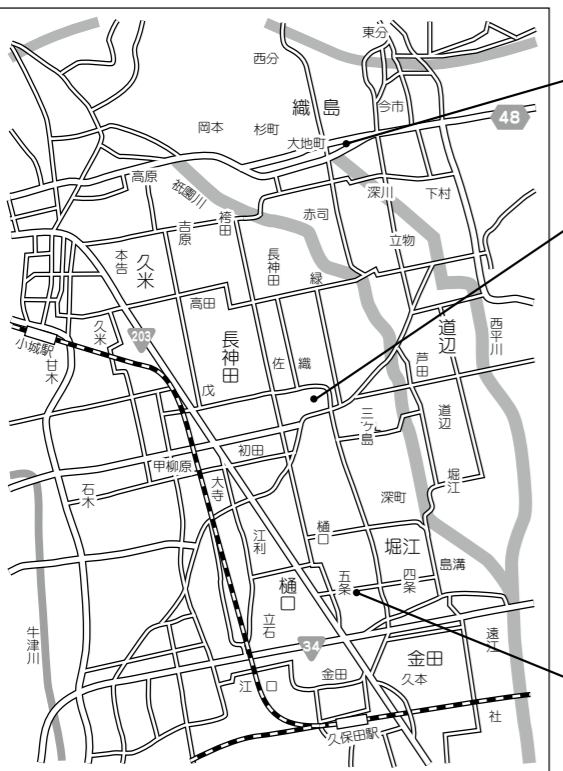 東分
西分
織島
今市
48
岡本
杉町
大地町
高原
祇園川
深川
下村
袴田
赤司
吉原
立物
本告
久米
長神田
緑
高田
203
久米
小城駅
甘木
長神田
道辺
西平川
佐織
芦田
戊
三ヶ島
道辺
初田
甲柳原
大寺
堀江
石木
深町
江利
樋口
堀江
島溝
五条
四条
樋口
立石
34
遠江
牛津川
金田
金田
江口
久本
社
久保田駅